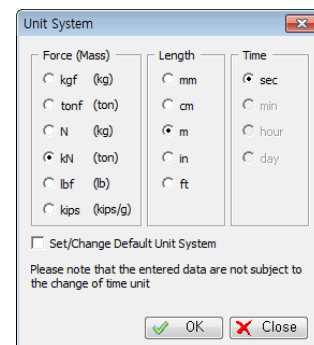 Unit System
Force (Mass) Length Time
kgf (kg) mm sec
tonf (ton) cm min
N (kg) m hour
kN (ton) in day
lbf (lb) ft
kips (kips/g)
Set/Change Default Unit System
Please note that the entered data are not subject to
the change of time unit
OK Close